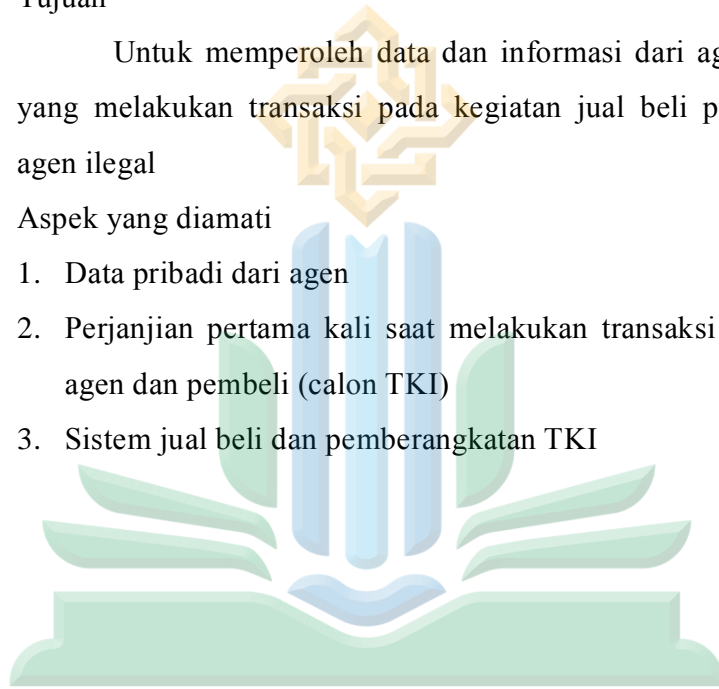 Tujuan
Untuk memperoleh data dan informasi dari
yang melakukan transaksi pada kegiatan jual beli
agen ilegal
Aspek yang diamati
1. Data pribadi dari agen
2. Perjanjian pertama kali saat melakukan transaksi
agen dan pembeli (calon TKI)
3. Sistem jual beli dan pemberangkatan TKI